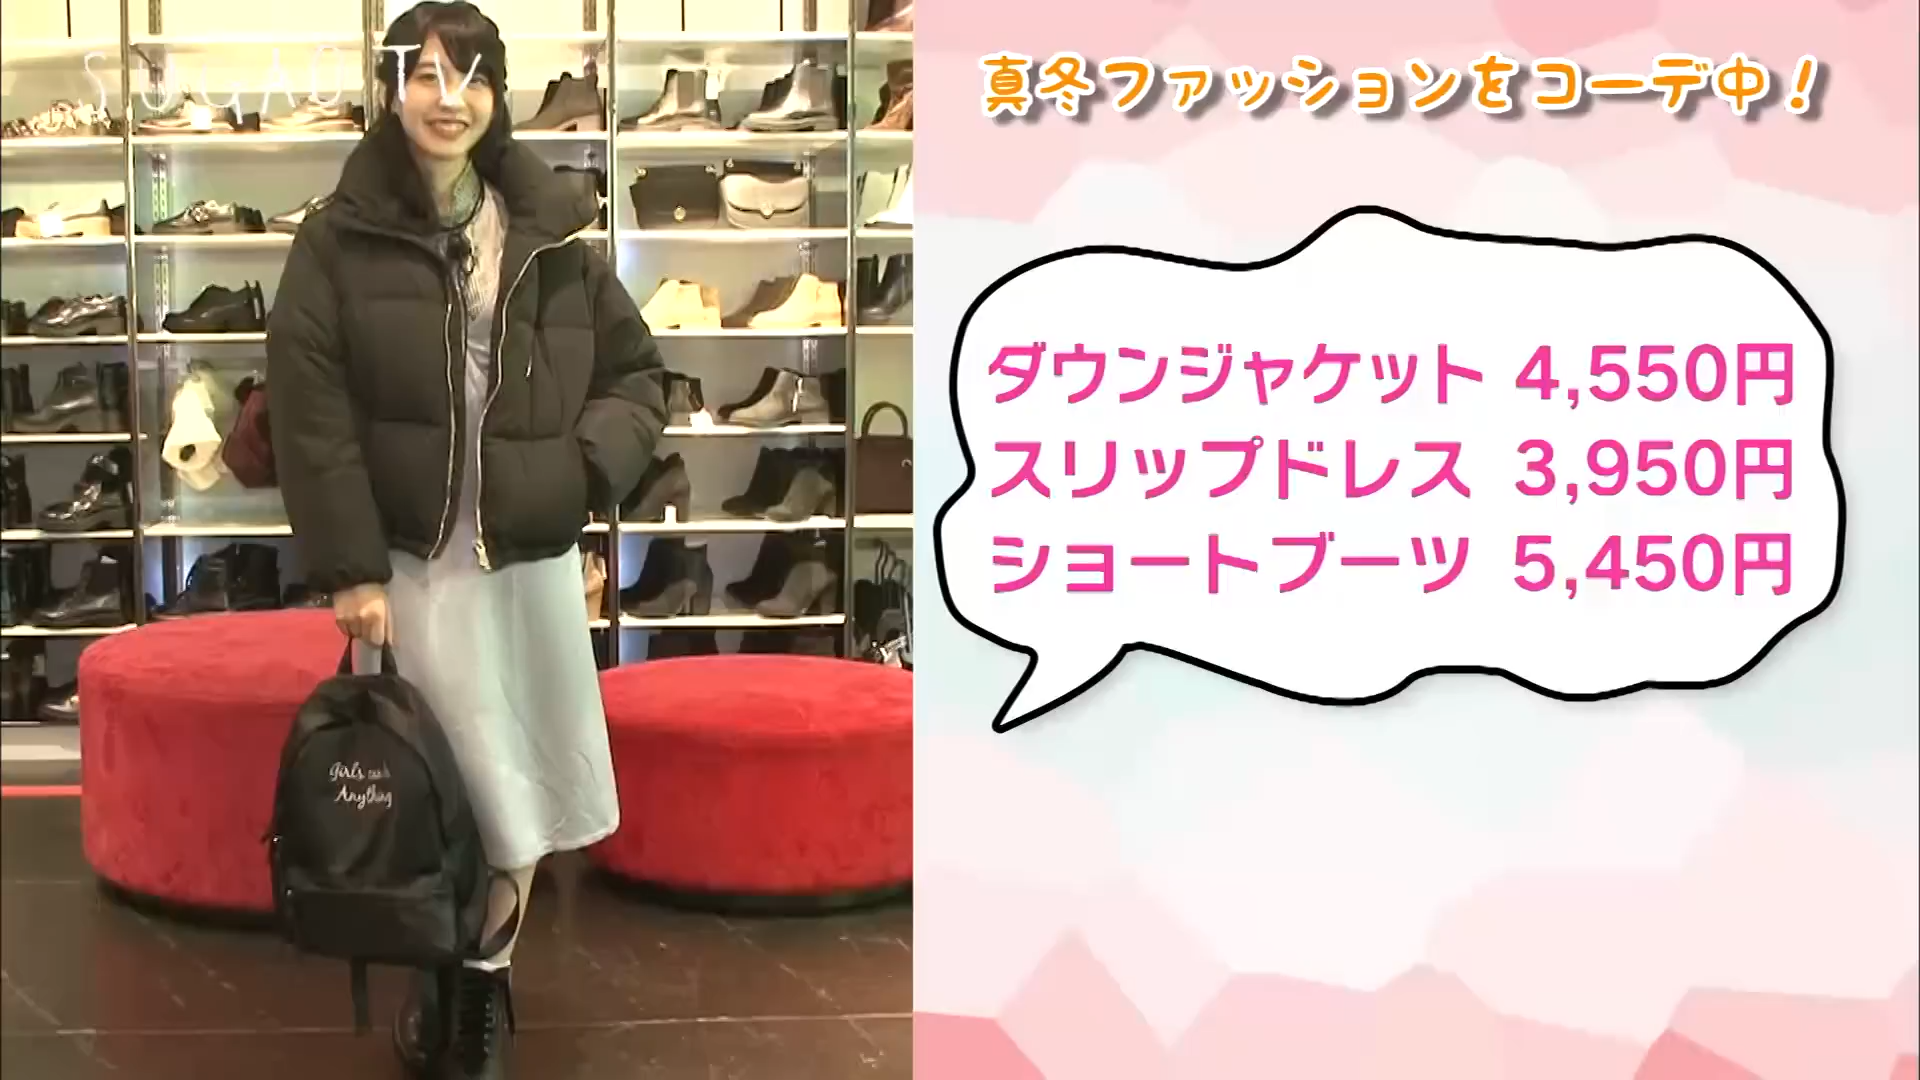 SUGAO TV
真冬ファッションをコーデ中!
ダウンジャケット 4,550円
スリップドレス 3,950円
ショートブーツ 5,450円
Girls can
Anything